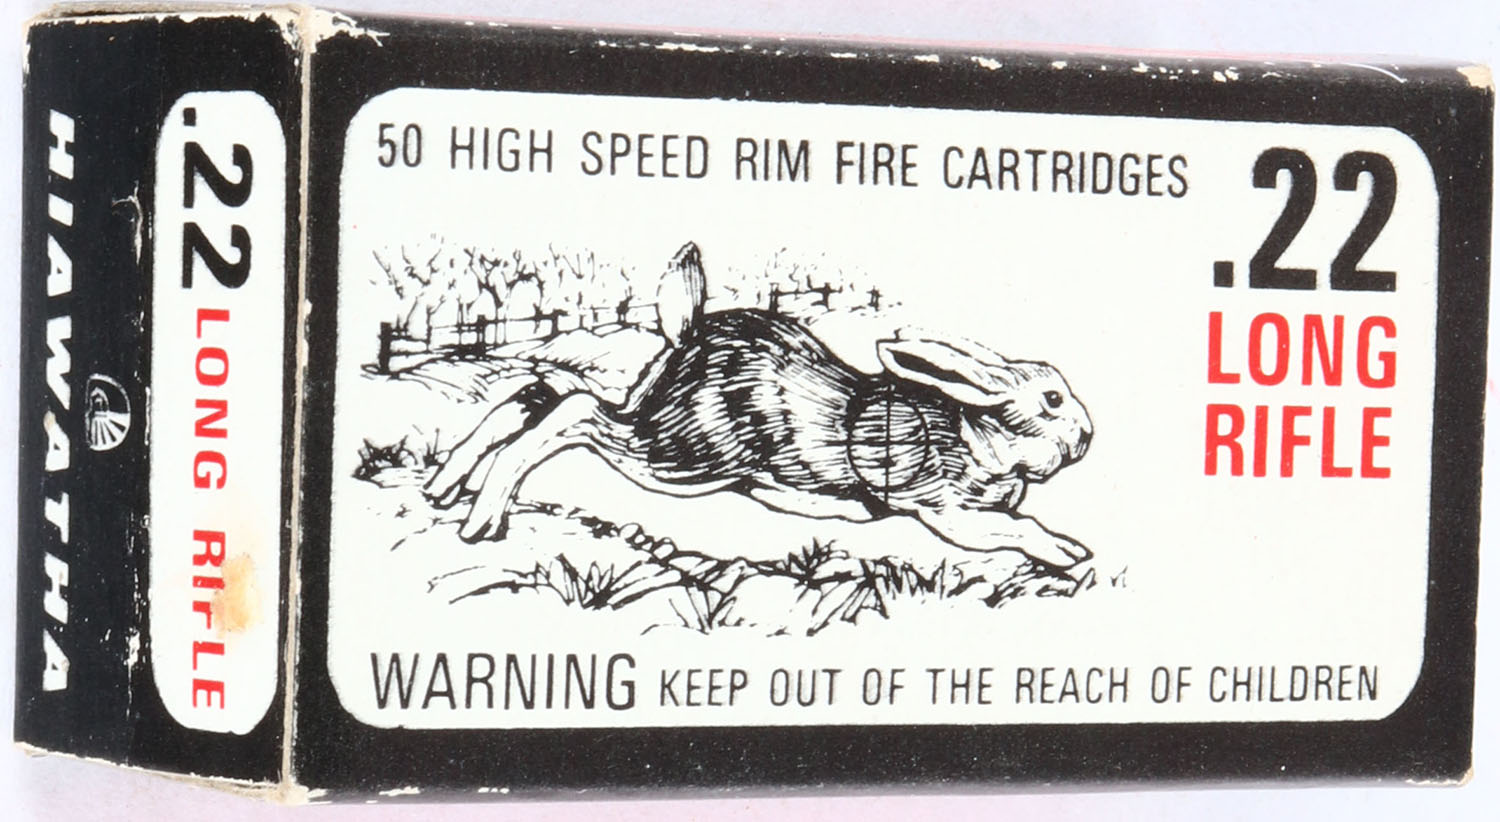 50 HIGH SPEED RIM FIRE CARTRIDGES
.22
LONG
RIFLE
WARNING KEEP OUT OF THE REACH OF CHILDREN
.22 LONG RIFLE
HIAWATHA